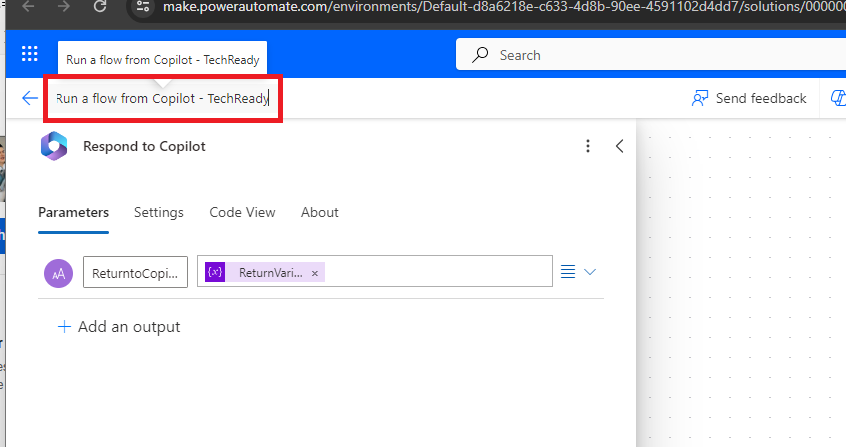 make.powerautomate.com/environments/Default-d8a6218e-c633-4d8b-90ee-4591102d4dd7/solutions/000000
Run a flow from Copilot - TechReady
Search
Run a flow from Copilot - TechReady
Send feedback
Respond to Copilot
Parameters Settings Code View About
AA ReturntoCopi... {x} ReturnVari... ×
+ Add an output